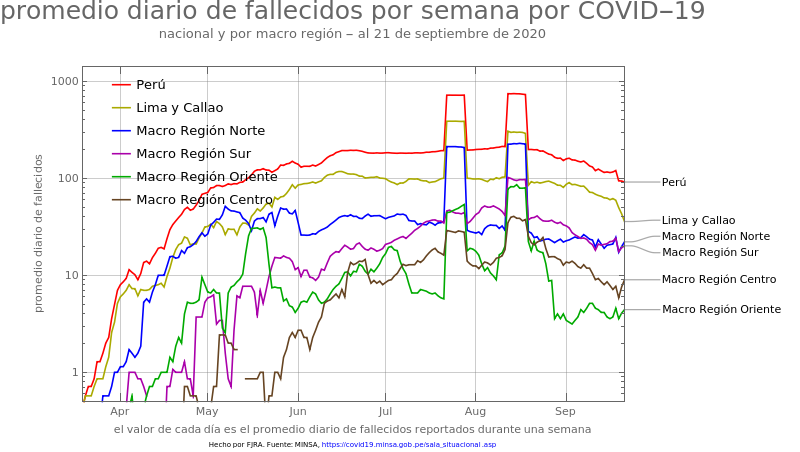 promedio diario de fallecidos por semana por COVID−19
nacional y por macro región − al 21 de septiembre de 2020
promedio diario de fallecidos
1000
100
10
1
Perú
Lima y Callao
Macro Región Norte
Macro Región Sur
Macro Región Oriente
Macro Región Centro
Perú
Lima y Callao
Macro Región Norte
Macro Región Sur
Macro Región Centro
Macro Región Oriente
Apr May Jun Jul Aug Sep
el valor de cada día es el promedio diario de fallecidos reportados durante una semana
Hecho por FJRA. Fuente: MINSA, https://covid19.minsa.gob.pe/sala_situacional.asp